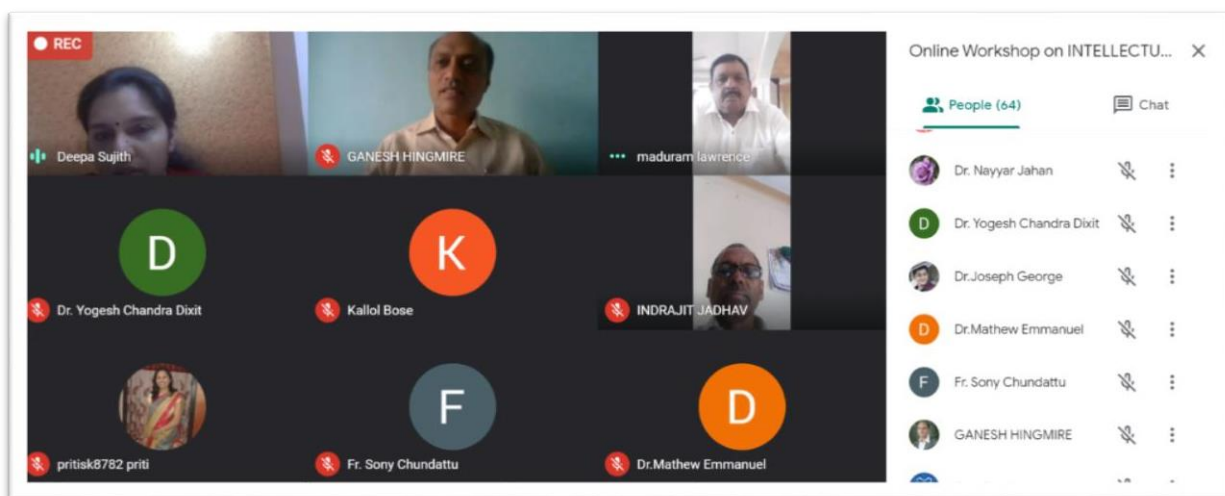 REC
Deepa Sujith
GANESH HINGMIRE
maduram lawrence
D
Dr. Yogesh Chandra Dixit
K
Kallol Bose
INDRAJIT JADHAV
pritisk8782 priti
F
Fr. Sony Chundattu
D
Dr.Mathew Emmanuel
Online Workshop on INTELLECTU...
People (64)
Chat
Dr. Nayyar Jahan
D
Dr. Yogesh Chandra Dixit
Dr.Joseph George
D
Dr.Mathew Emmanuel
F
Fr. Sony Chundattu
GANESH HINGMIRE